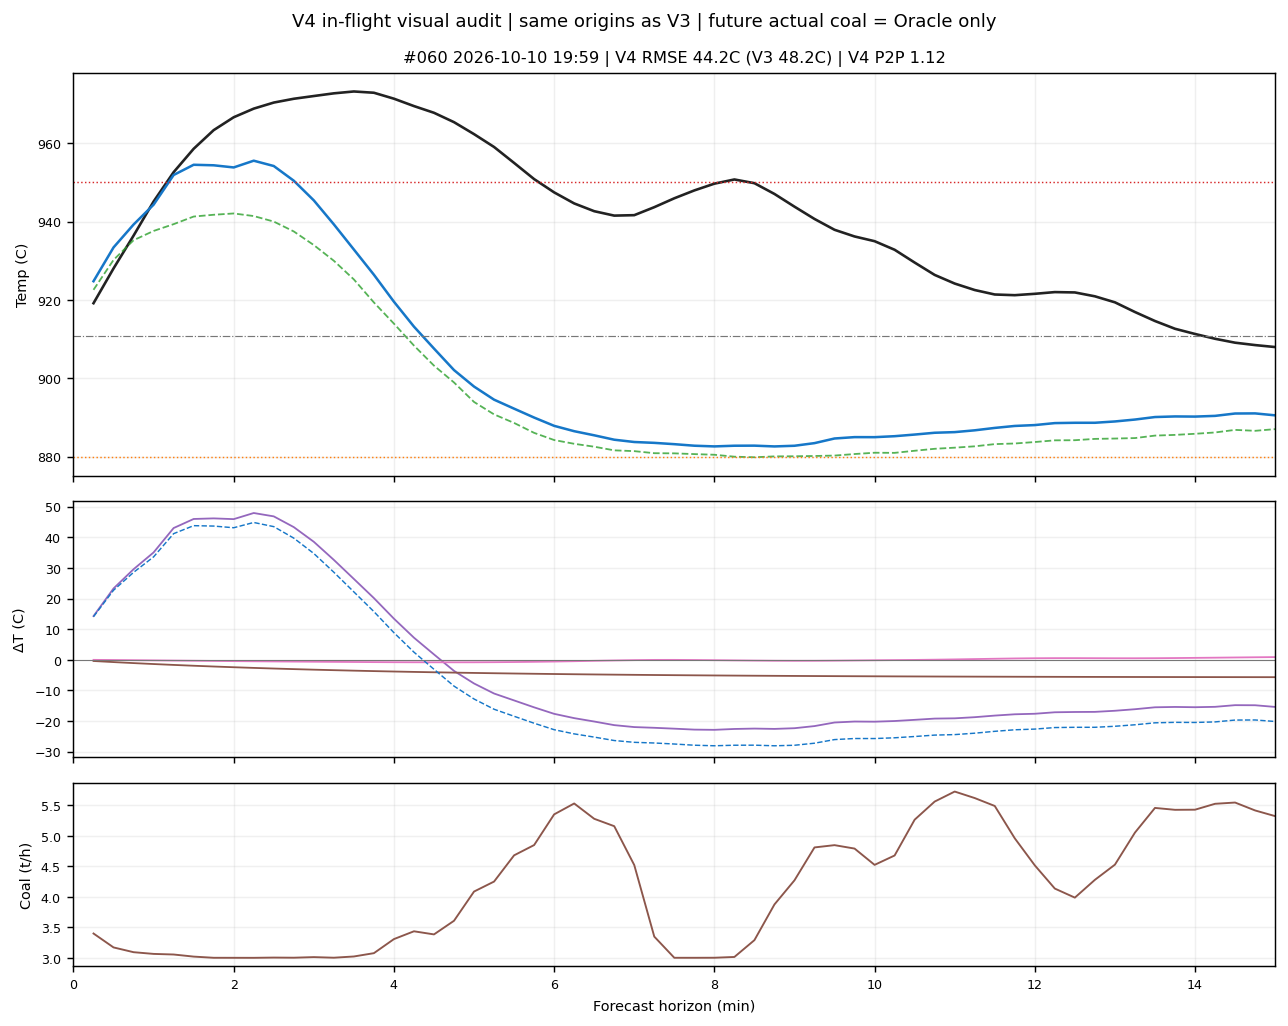 V4 in-flight visual audit | same origins as V3 | future actual coal = Oracle only
#060 2026-10-10 19:59 | V4 RMSE 44.2C (V3 48.2C) | V4 P2P 1.12
960
940
920
900
880
Temp (C)
50
40
30
20
10
0
−10
−20
−30
ΔT (C)
5.5
5.0
4.5
4.0
3.5
3.0
Coal (t/h)
0 2 4 6 8 10 12 14
Forecast horizon (min)